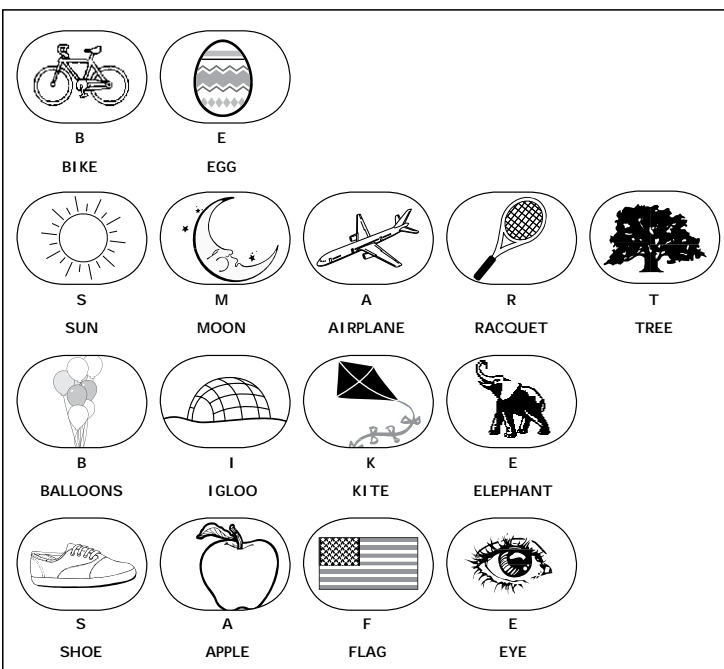 B E
BIKE EGG
S M A R T
SUN MOON AIRPLANE RACQUET TREE
B I K E
BALLOONS IGLOO KITE ELEPHANT
S A F E
SHOE APPLE FLAG EYE